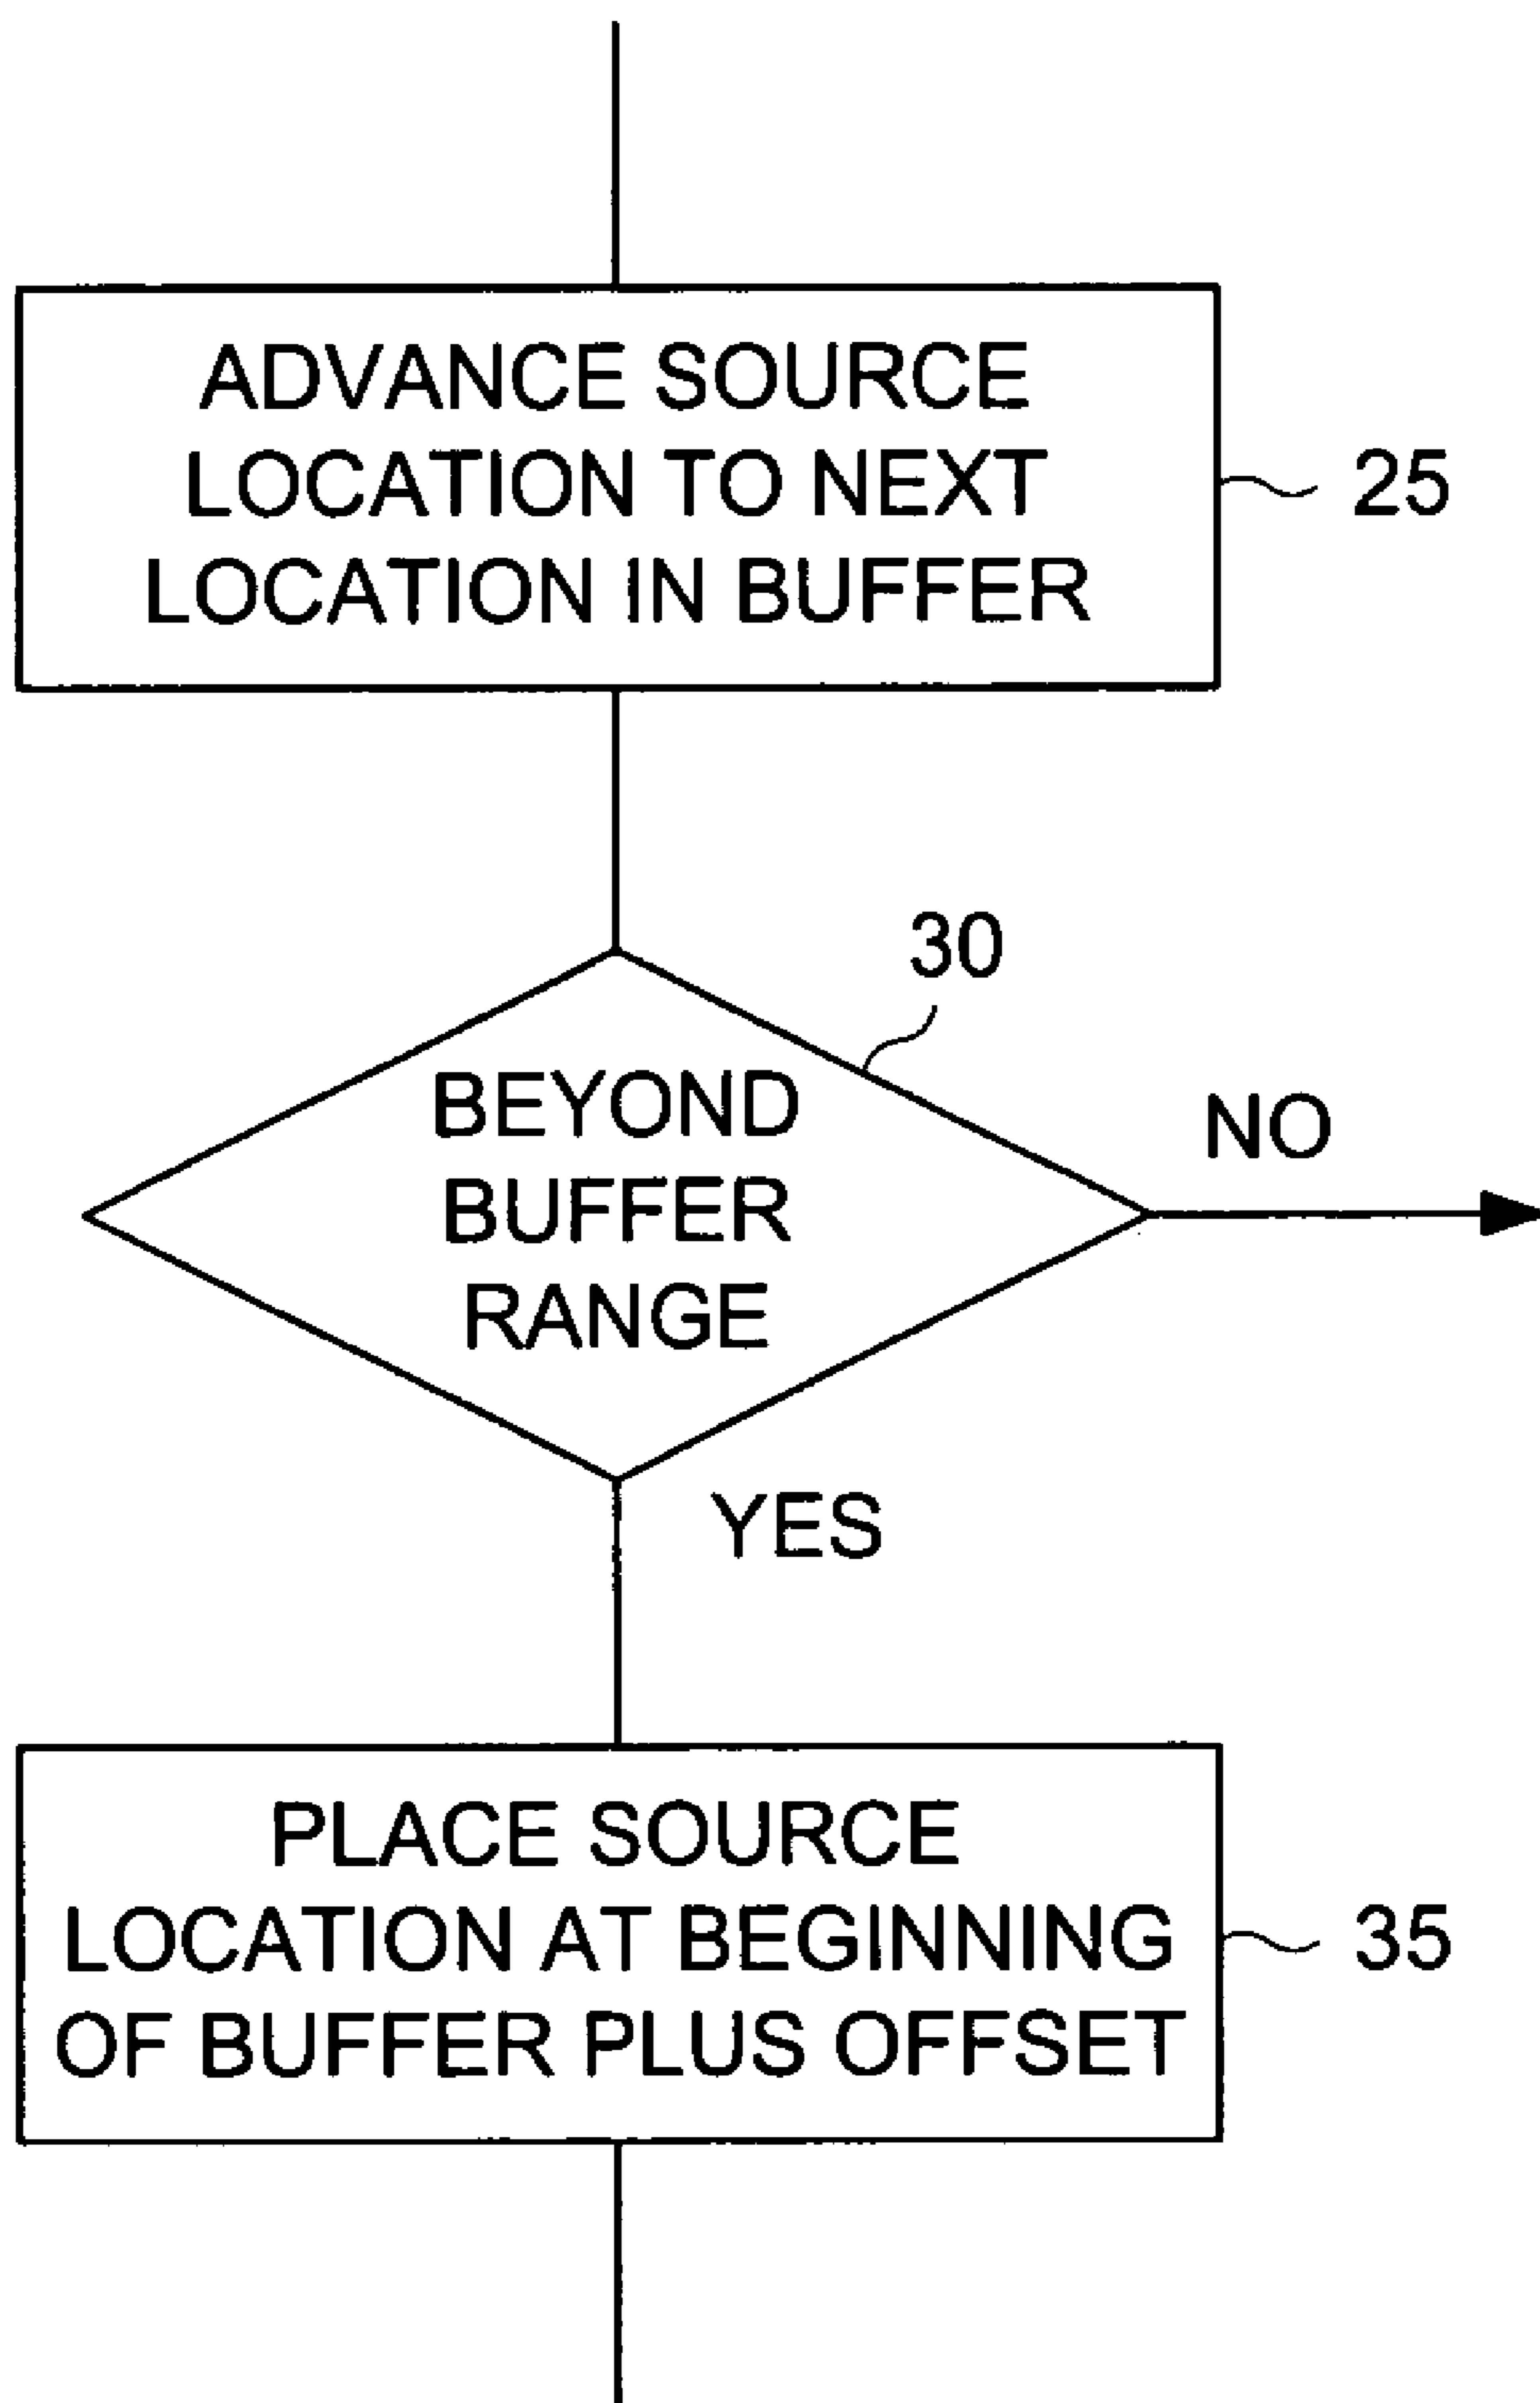 ADVANCE SOURCE
LOCATION TO NEXT
LOCATION IN BUFFER
25
30
BEYOND
BUFFER
RANGE
NO
YES
PLACE SOURCE
LOCATION AT BEGINNING
OF BUFFER PLUS OFFSET
35